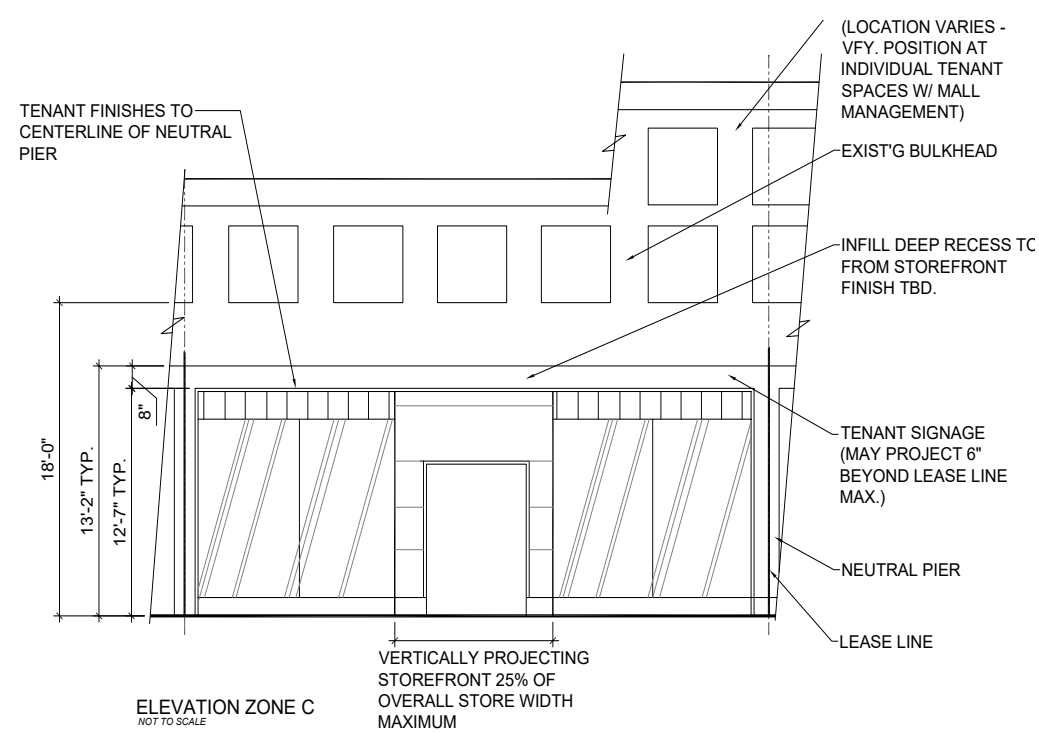 (LOCATION VARIES -
VFY. POSITION AT
INDIVIDUAL TENANT
SPACES W/ MALL
MANAGEMENT)
TENANT FINISHES TO
CENTERLINE OF NEUTRAL
PIER
EXIST'G BULKHEAD
INFILL DEEP RECESS TO
FROM STOREFRONT
FINISH TBD.
18'-0"
13'-2" TYP.
12'-7" TYP.
8"
TENANT SIGNAGE
(MAY PROJECT 6"
BEYOND LEASE LINE
MAX.)
NEUTRAL PIER
LEASE LINE
VERTICALLY PROJECTING
STOREFRONT 25% OF
OVERALL STORE WIDTH
MAXIMUM
ELEVATION ZONE C
NOT TO SCALE